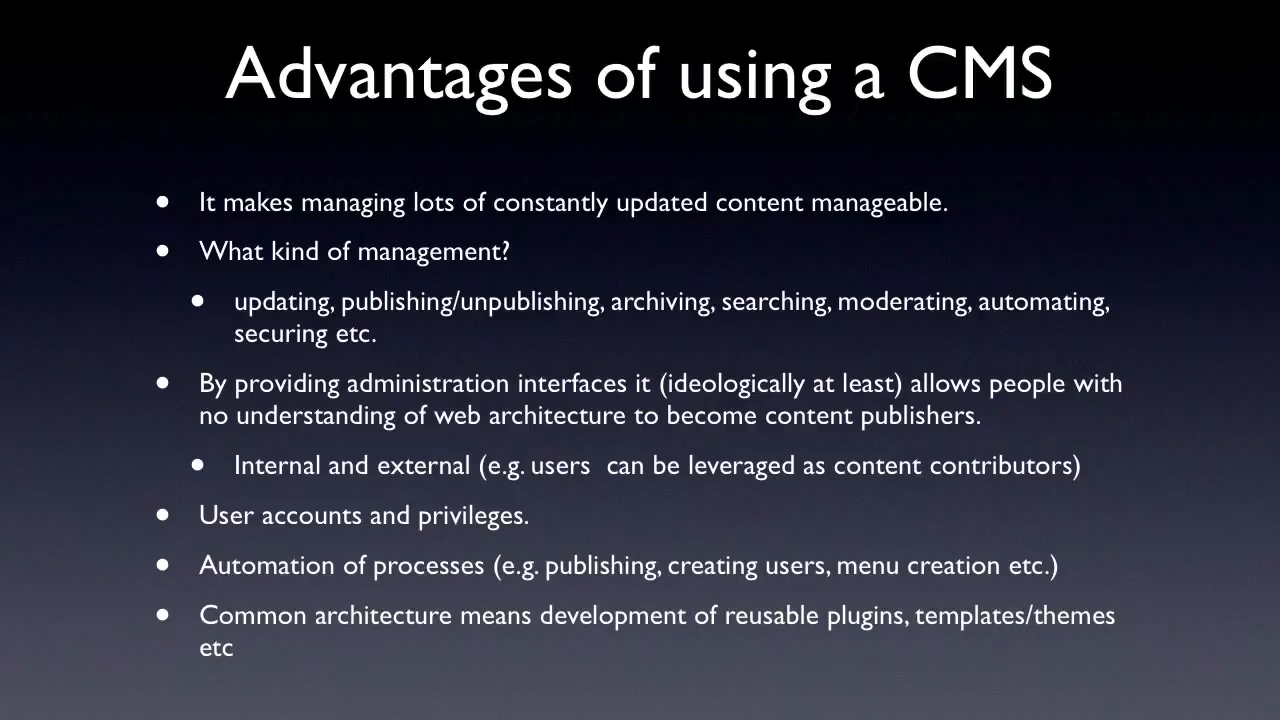 Advantages of using a CMS
• It makes managing lots of constantly updated content manageable.
• What kind of management?
• updating, publishing/unpublishing, archiving, searching, moderating, automating,
securing etc.
• By providing administration interfaces it (ideologically at least) allows people with
no understanding of web architecture to become content publishers.
• Internal and external (e.g. users  can be leveraged as content contributors)
• User accounts and privileges.
• Automation of processes (e.g. publishing, creating users, menu creation etc.)
• Common architecture means development of reusable plugins, templates/themes
etc